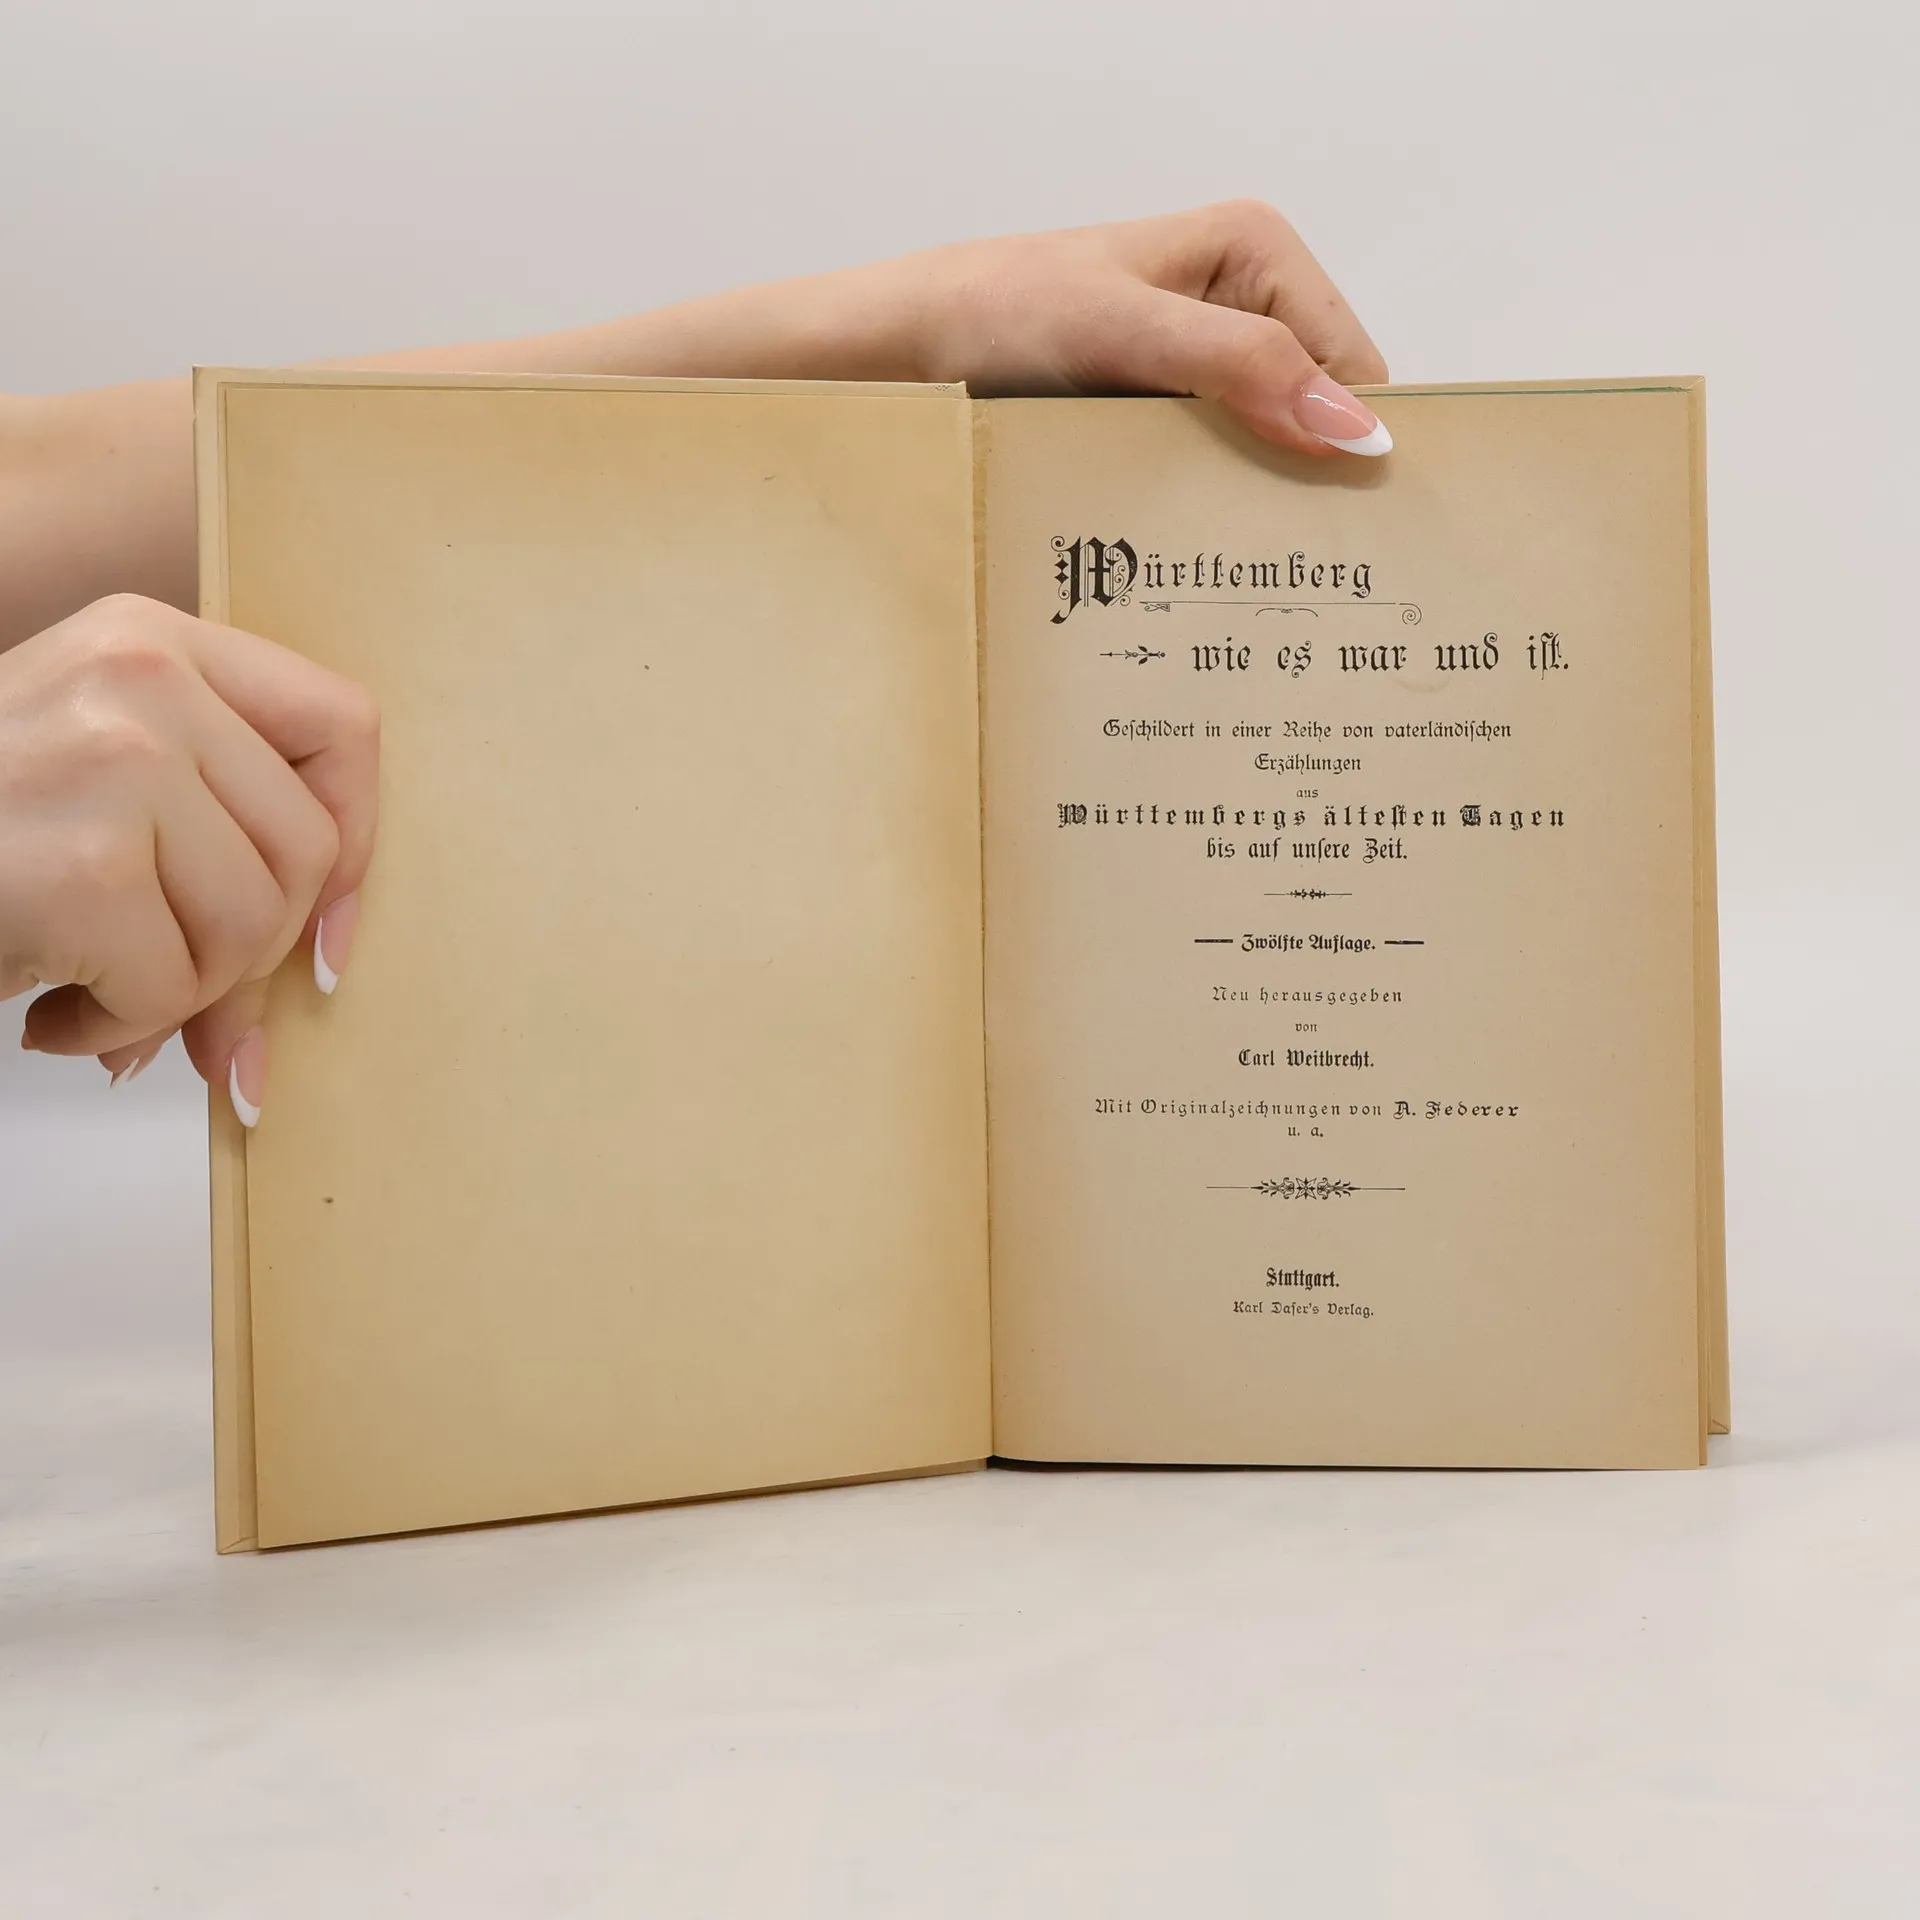 Württemberg
wie es war und ist.
Geschildert in einer Reihe von vaterländischen
Erzählungen
aus
Württembergs ältesten Tagen
bis auf unsere Zeit.
Zwölfte Auflage.
Neu herausgegeben
von
Carl Weitbrecht.
Mit Originalzeichnungen von A. Federer
u. a.
Stuttgart.
Karl Daser's Verlag.